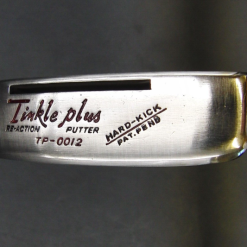 Tinkle plus
RE-ACTION PUTTER
TP-0012
HARD-KICK
PAT.PEND